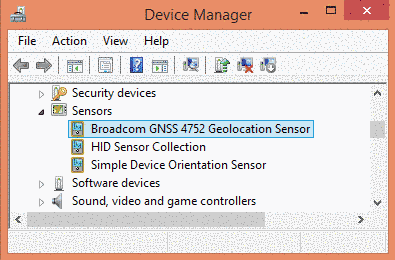 Device Manager
File Action View Help
Security devices
Sensors
Broadcom GNSS 4752 Geolocation Sensor
HID Sensor Collection
Simple Device Orientation Sensor
Software devices
Sound, video and game controllers